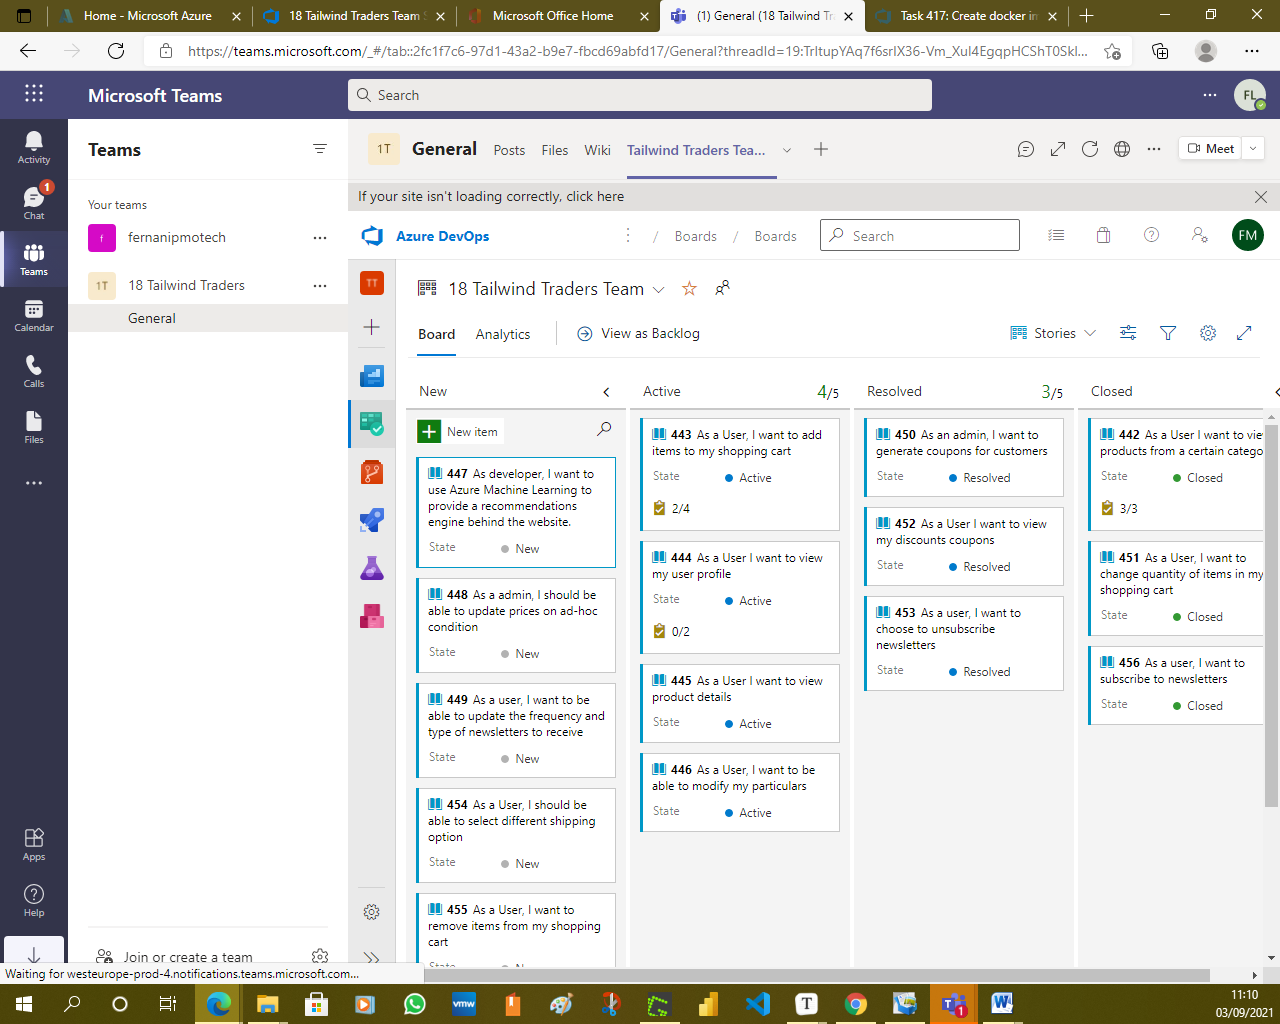 Home - Microsoft Azure
18 Tailwind Traders Team S
Microsoft Office Home
(1) General (18 Tailwind Tra
Task 417: Create docker im
https://teams.microsoft.com/_#/tab::2fc1f7c6-97d1-43a2-b9e7-fbcd69abfd17/General?threadId=19:TrltupYAq7f6srIX36-Vm_Xul4EgqpHCShT0SkI...
Microsoft Teams
Search
FL
Activity
1
Chat
Teams
Calendar
Calls
Files
Apps
Help
Teams
Your teams
f
fernanipmotech
1T
18 Tailwind Traders
General
Join or create a team
1T
General
Posts
Files
Wiki
Tailwind Traders Tea...
Meet
If your site isn't loading correctly, click here
Azure DevOps
/ Boards / Boards
Search
FM
TT
18 Tailwind Traders Team
Board
Analytics
View as Backlog
Stories
New
Active
4/5
Resolved
3/5
Closed
New item
447 As developer, I want to
use Azure Machine Learning to
provide a recommendations
engine behind the website.
State
New
448 As a admin, I should be
able to update prices on ad-hoc
condition
State
New
449 As a user, I want to be
able to update the frequency and
type of newsletters to receive
State
New
454 As a User, I should be
able to select different shipping
option
State
New
455 As a User, I want to
remove items from my shopping
cart
State
New
443 As a User, I want to add
items to my shopping cart
State
Active
2/4
444 As a User I want to view
my user profile
State
Active
0/2
445 As a User I want to view
product details
State
Active
446 As a User, I want to be
able to modify my particulars
State
Active
450 As an admin, I want to
generate coupons for customers
State
Resolved
452 As a User I want to view
my discounts coupons
State
Resolved
453 As a user, I want to
choose to unsubscribe
newsletters
State
Resolved
442 As a User I want to vie
products from a certain catego
State
Closed
3/3
451 As a User, I want to
change quantity of items in my
shopping cart
State
Closed
456 As a user, I want to
subscribe to newsletters
State
Closed
Waiting for westeurope-prod-4.notifications.teams.microsoft.com...
vmw
T
1
W
11:10
03/09/2021